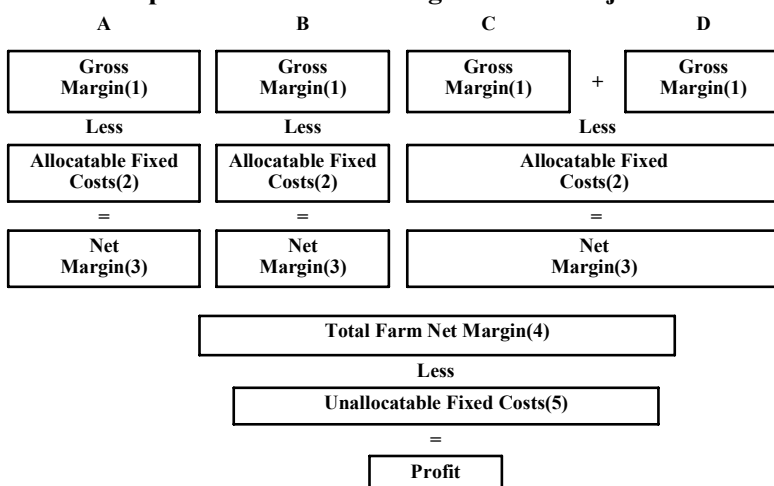 A B C D
Gross Gross Gross Gross
Margin(1) Margin(1) Margin(1) + Margin(1)
Less Less Less
Allocatable Fixed Allocatable Fixed Allocatable Fixed
Costs(2) Costs(2) Costs(2)
= = =
Net Net Net
Margin(3) Margin(3) Margin(3)
Total Farm Net Margin(4)
Less
Unallocatable Fixed Costs(5)
=
Profit